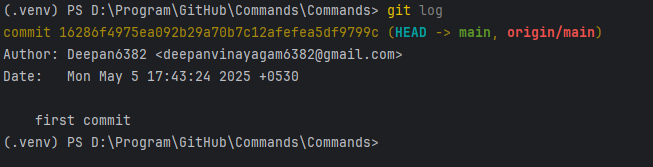 (.venv) PS D:\Program\GitHub\Commands\Commands> git log
commit 16286f4975ea092b29a70b7c12afefea5df9799c (HEAD -> main, origin/main)
Author: Deepan6382 <deepanvinayagam6382@gmail.com>
Date:   Mon May 5 17:43:24 2025 +0530

    first commit
(.venv) PS D:\Program\GitHub\Commands\Commands>